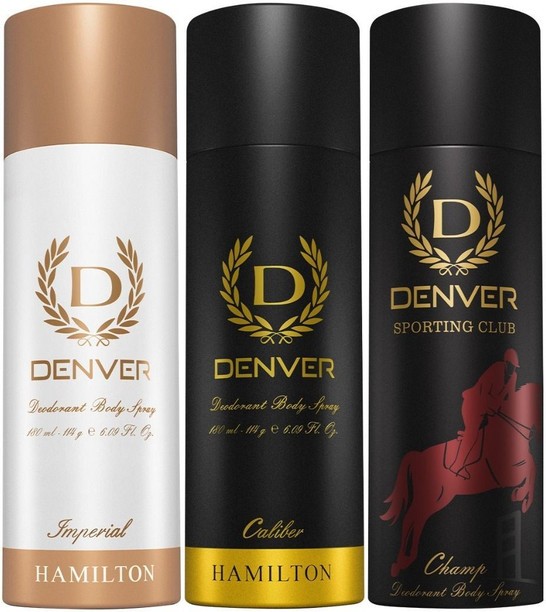 D
DENVER
Deodorant Body Spray
180 ml - 114 g e 6.09 Fl. Oz.
Imperial
HAMILTON
D
DENVER
Deodorant Body Spray
180 ml - 114 g e 6.09 Fl. Oz.
Caliber
HAMILTON
D
DENVER
SPORTING CLUB
Champ
Deodorant Body Spray